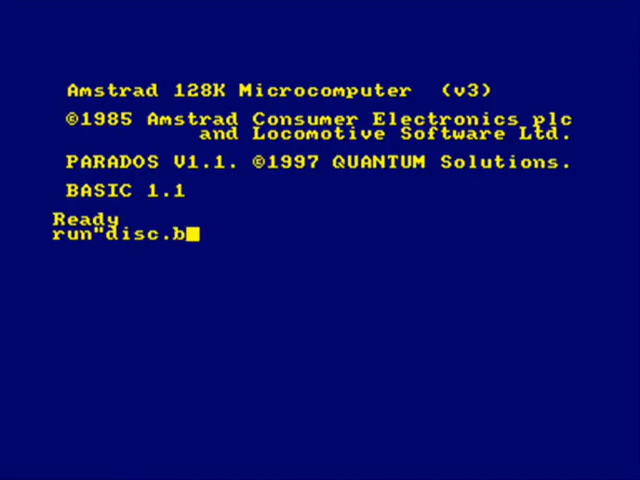 Amstrad 128K Microcomputer (v3)
©1985 Amstrad Consumer Electronics plc
and Locomotive Software Ltd.
PARADOS V1.1. ©1997 QUANTUM Solutions.
BASIC 1.1
Ready
run"disc.b